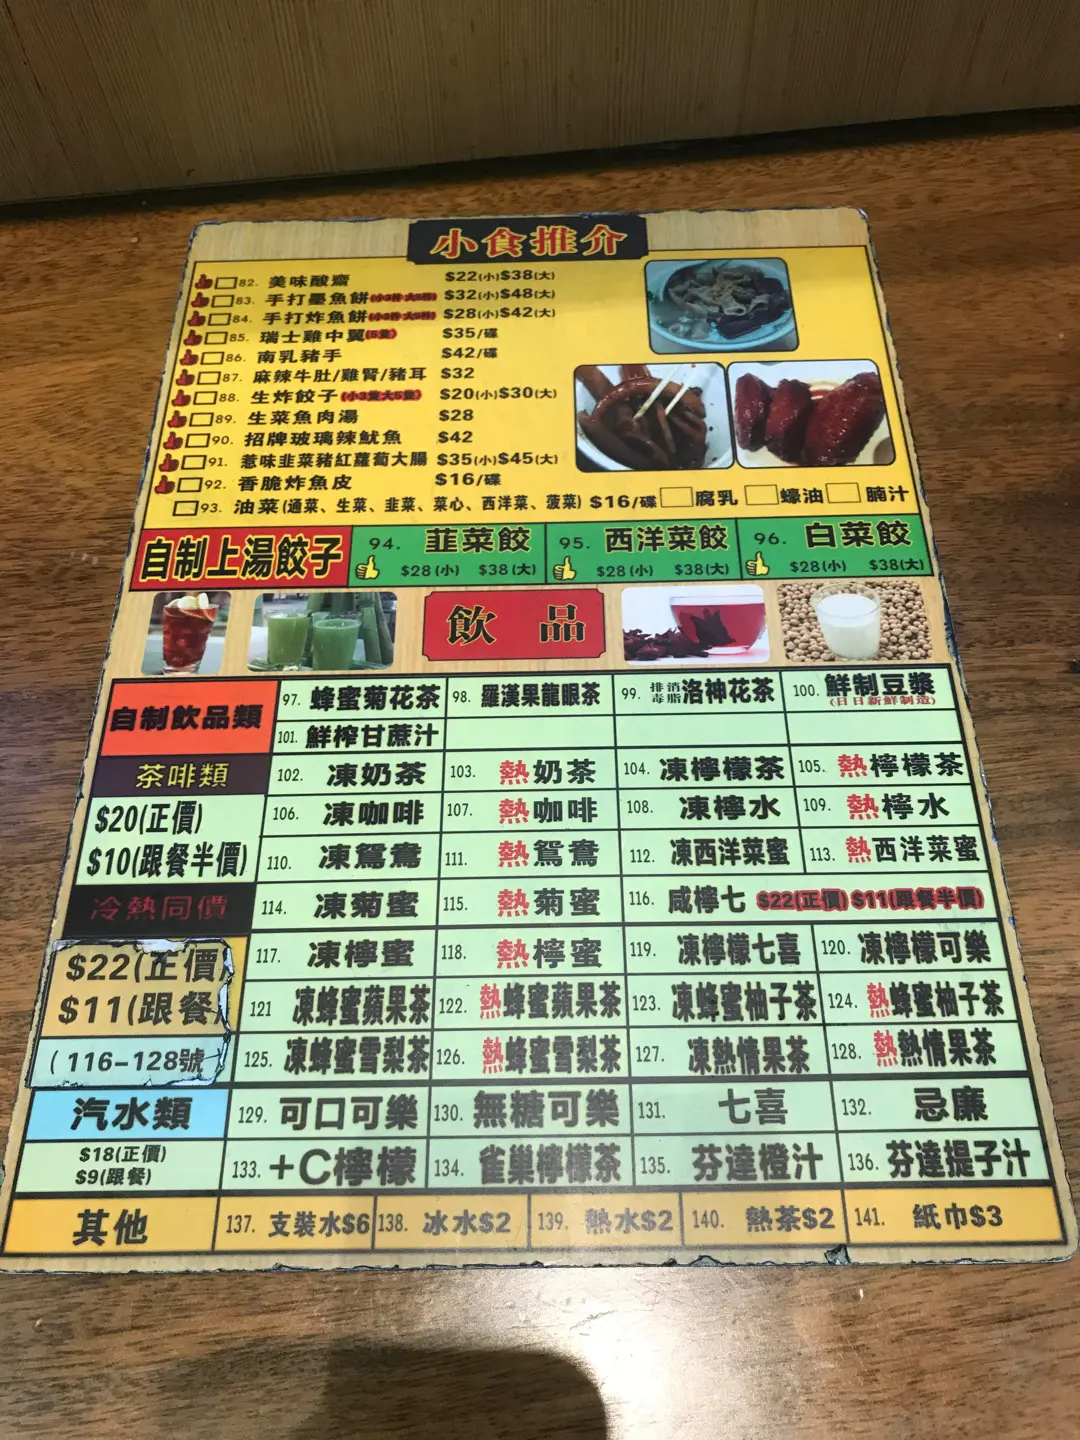 小食推介
82. 美味酸齋 $22(小)$38(大)
83. 手打墨魚餅 $32(小)$48(大)
84. 手打炸魚餅 $28(小)$42(大)
85. 瑞士雞中翼(5隻) $35/碟
86. 南乳豬手 $42/碟
87. 麻辣牛肚/雞腎/豬耳 $32
88. 生炸餃子(小3隻大5隻) $20(小)$30(大)
89. 生菜魚肉湯 $28
90. 招牌玻璃辣魷魚 $42
91. 惹味韭菜豬紅蘿蔔大腸 $35(小)$45(大)
92. 香脆炸魚皮 $16/碟
93. 油菜(通菜、生菜、韭菜、菜心、西洋菜、菠菜) $16/碟 腐乳 蠔油 腩汁
自制上湯餃子
94. 韮菜餃 $28(小) $38(大)
95. 西洋菜餃 $28(小) $38(大)
96. 白菜餃 $28(小) $38(大)
飲品
自制飲品類
97. 蜂蜜菊花茶 98. 羅漢果龍眼茶 99. 排毒消脂洛神花茶 100. 鮮制豆漿
(日日新鮮制造)
101. 鮮榨甘蔗汁
茶啡類
102. 凍奶茶 103. 熱奶茶 104. 凍檸檬茶 105. 熱檸檬茶
$20(正價)
106. 凍咖啡 107. 熱咖啡 108. 凍檸水 109. 熱檸水
$10(跟餐半價)
110. 凍鴛鴦 111. 熱鴛鴦 112. 凍西洋菜蜜 113. 熱西洋菜蜜
冷熱同價
114. 凍菊蜜 115. 熱菊蜜 116. 咸檸七 $22(正價) $11(跟餐半價)
$22(正價)
117. 凍檸蜜 118. 熱檸蜜 119. 凍檸檬七喜 120. 凍檸檬可樂
$11(跟餐
121 凍蜂蜜蘋果茶 122. 熱蜂蜜蘋果茶 123. 凍蜂蜜柚子茶 124. 熱蜂蜜柚子茶
(116-128號
125. 凍蜂蜜雪梨茶 126. 熱蜂蜜雪梨茶 127. 凍熱情果茶 128. 熱熱情果茶
汽水類
129. 可口可樂 130. 無糖可樂 131. 七喜 132. 忌廉
$18(正價)
$9(跟餐)
133. +C檸檬 134. 雀巢檸檬茶 135. 芬達橙汁 136. 芬達提子汁
其他
137. 支裝水$6 138. 冰水$2 139. 熱水$2 140. 熱茶$2 141. 紙巾$3